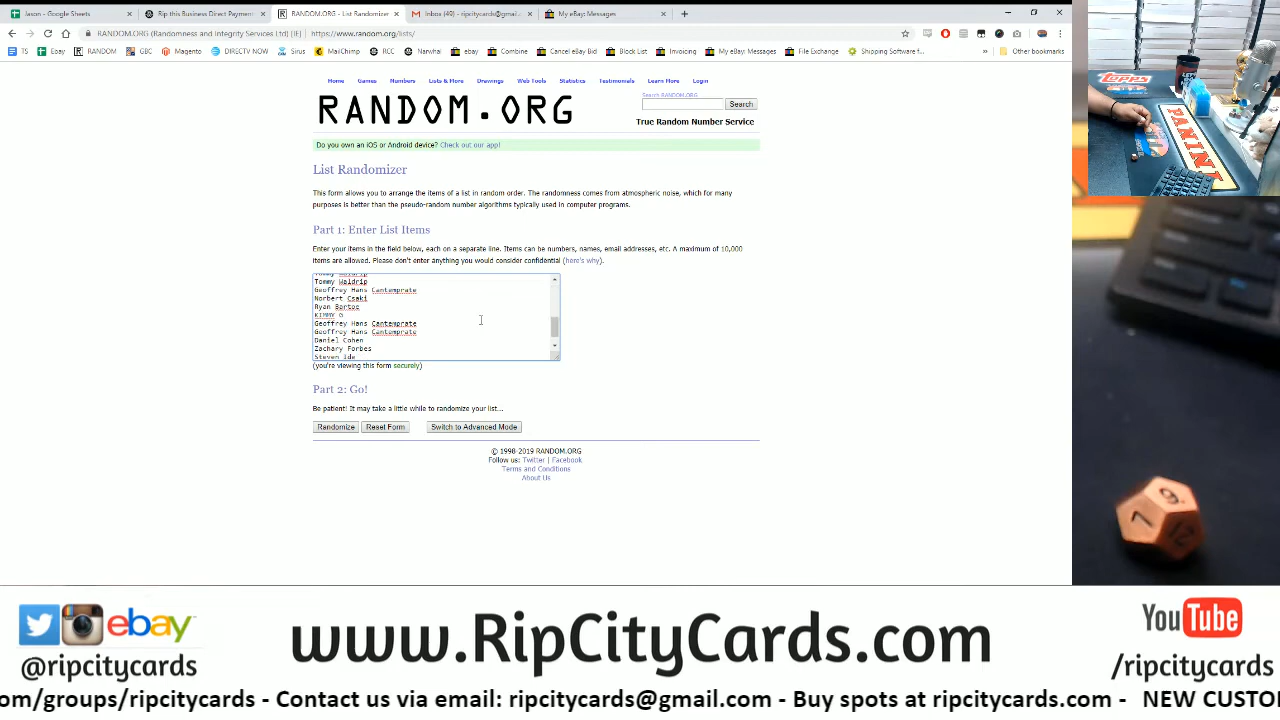 Jason - Google Sheets
Rip this Business Direct Payment
RANDOM.ORG - List Randomizer
Inbox (49) - ripcitycards@gmail.
My eBay: Messages
RANDOM.ORG (Randomness and Integrity Services Ltd) [IE] | https://www.random.org/lists/
TS Ebay RANDOM GBC Magento DIRECTV NOW Sirus MailChimp RCC Narwhal ebay Combine Cancel eBay Bid Block List Invoicing My eBay: Messages File Exchange Shipping Software f » Other bookmarks
Home Games Numbers Lists & More Drawings Web Tools Statistics Testimonials Learn More Login
RANDOM.ORG
Search RANDOM.ORG
Search
True Random Number Service
Do you own an iOS or Android device? Check out our app!
List Randomizer
This form allows you to arrange the items of a list in random order. The randomness comes from atmospheric noise, which for many
purposes is better than the pseudo-random number algorithms typically used in computer programs.
Part 1: Enter List Items
Enter your items in the field below, each on a separate line. Items can be numbers, names, email addresses, etc. A maximum of 10,000
items are allowed. Please don't enter anything you would consider confidential (here's why).
Tommy Waldrip
Tommy Waldrip
Geoffrey Hans Cantemprate
Norbert Csaki
Ryan Bartoe
KIMMY G
Geoffrey Hans Cantemprate
Geoffrey Hans Cantemprate
Daniel Cohen
Zachary Forbes
Steven Ide
(you're viewing this form securely)
Part 2: Go!
Be patient! It may take a little while to randomize your list...
Randomize Reset Form Switch to Advanced Mode
© 1998-2019 RANDOM.ORG
Follow us: Twitter | Facebook
Terms and Conditions
About Us
topps
PANINI
9
7
12
ebay
@ripcitycards
www.RipCityCards.com
YouTube
/ripcitycards
om/groups/ripcitycards - Contact us via email: ripcitycards@gmail.com - Buy spots at ripcitycards.com - NEW CUSTO